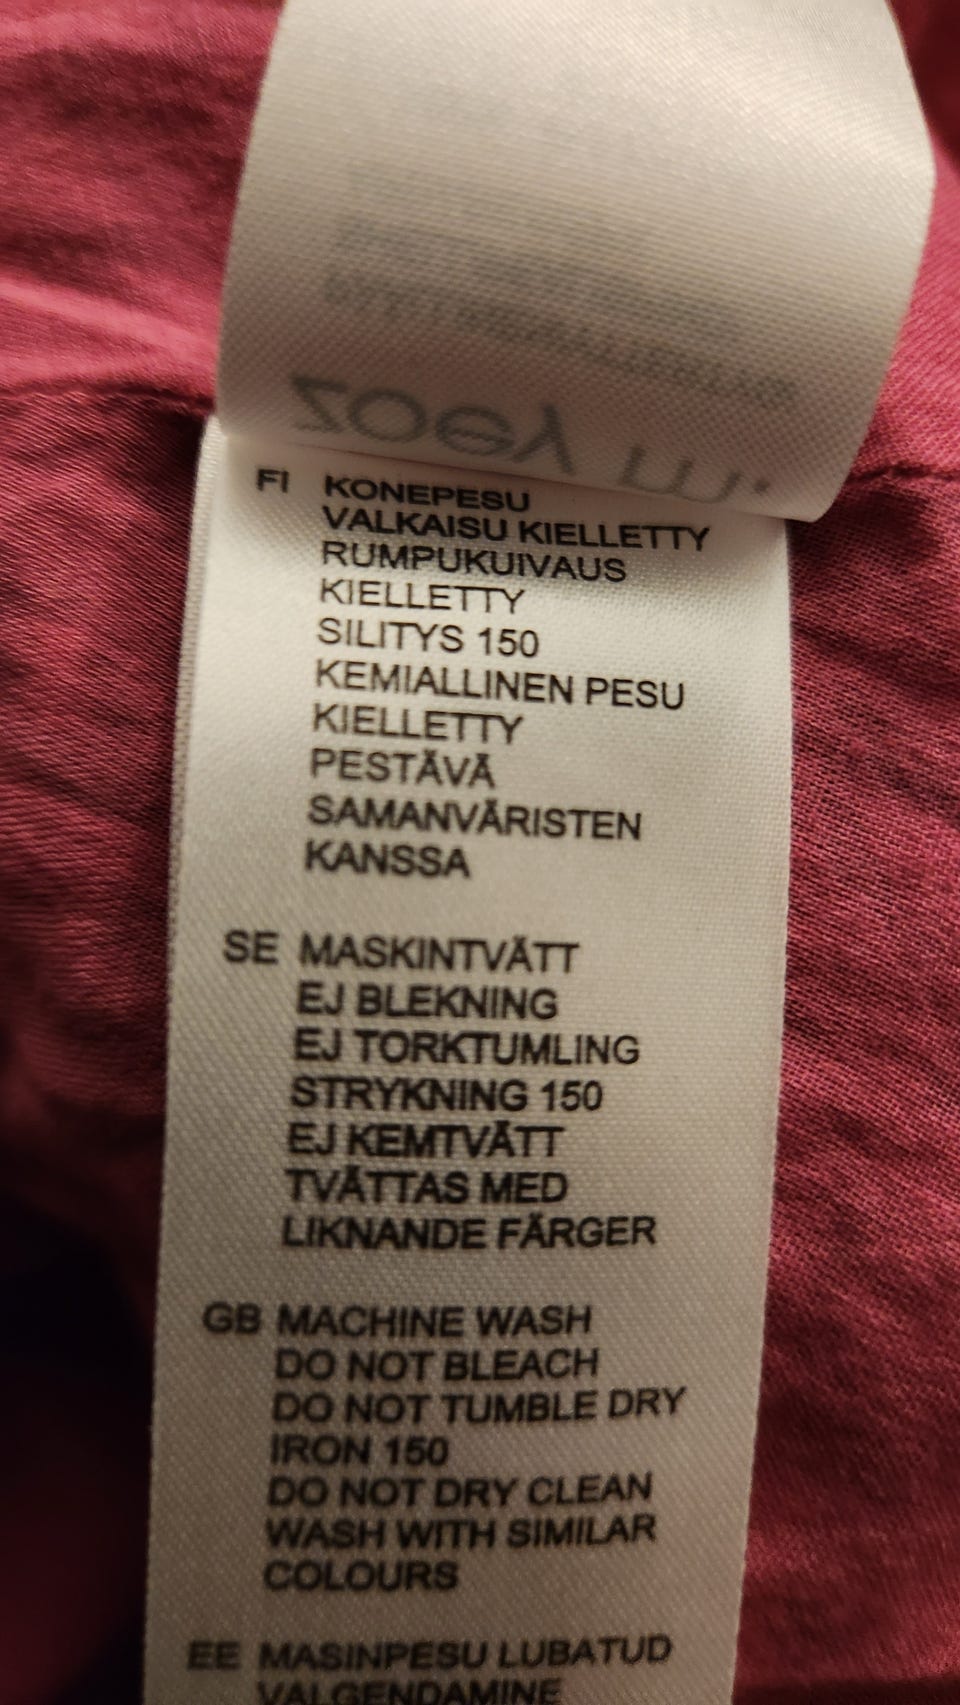 FI KONEPESU
VALKAISU KIELLETTY
RUMPUKUIVAUS
KIELLETTY
SILITYS 150
KEMIALLINEN PESU
KIELLETTY
PESTÄVÄ
SAMANVÄRISTEN
KANSSA
SE MASKINTVÄTT
EJ BLEKNING
EJ TORKTUMLING
STRYKNING 150
EJ KEMTVÄTT
TVÄTTAS MED
LIKNANDE FÄRGER
GB MACHINE WASH
DO NOT BLEACH
DO NOT TUMBLE DRY
IRON 150
DO NOT DRY CLEAN
WASH WITH SIMILAR
COLOURS
EE MASINPESU LUBATUD
VALGENDAMINE